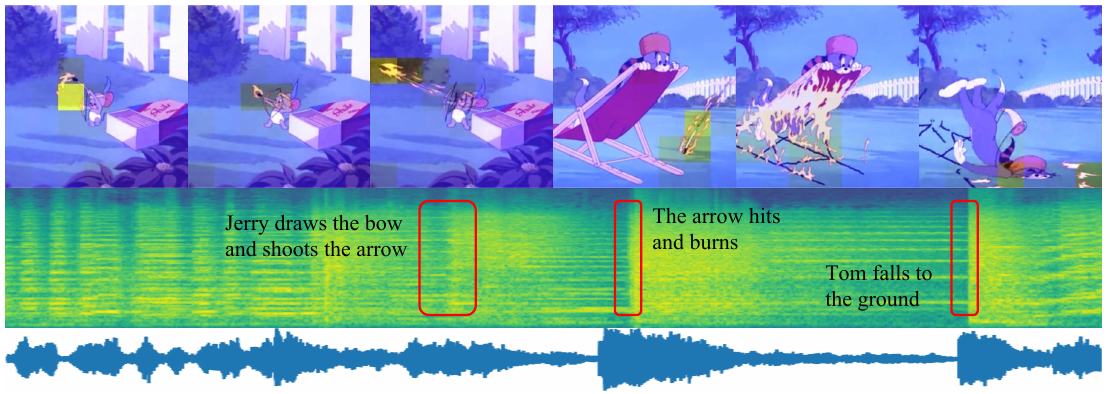 Jerry draws the bow
and shoots the arrow
The arrow hits
and burns
Tom falls to
the ground